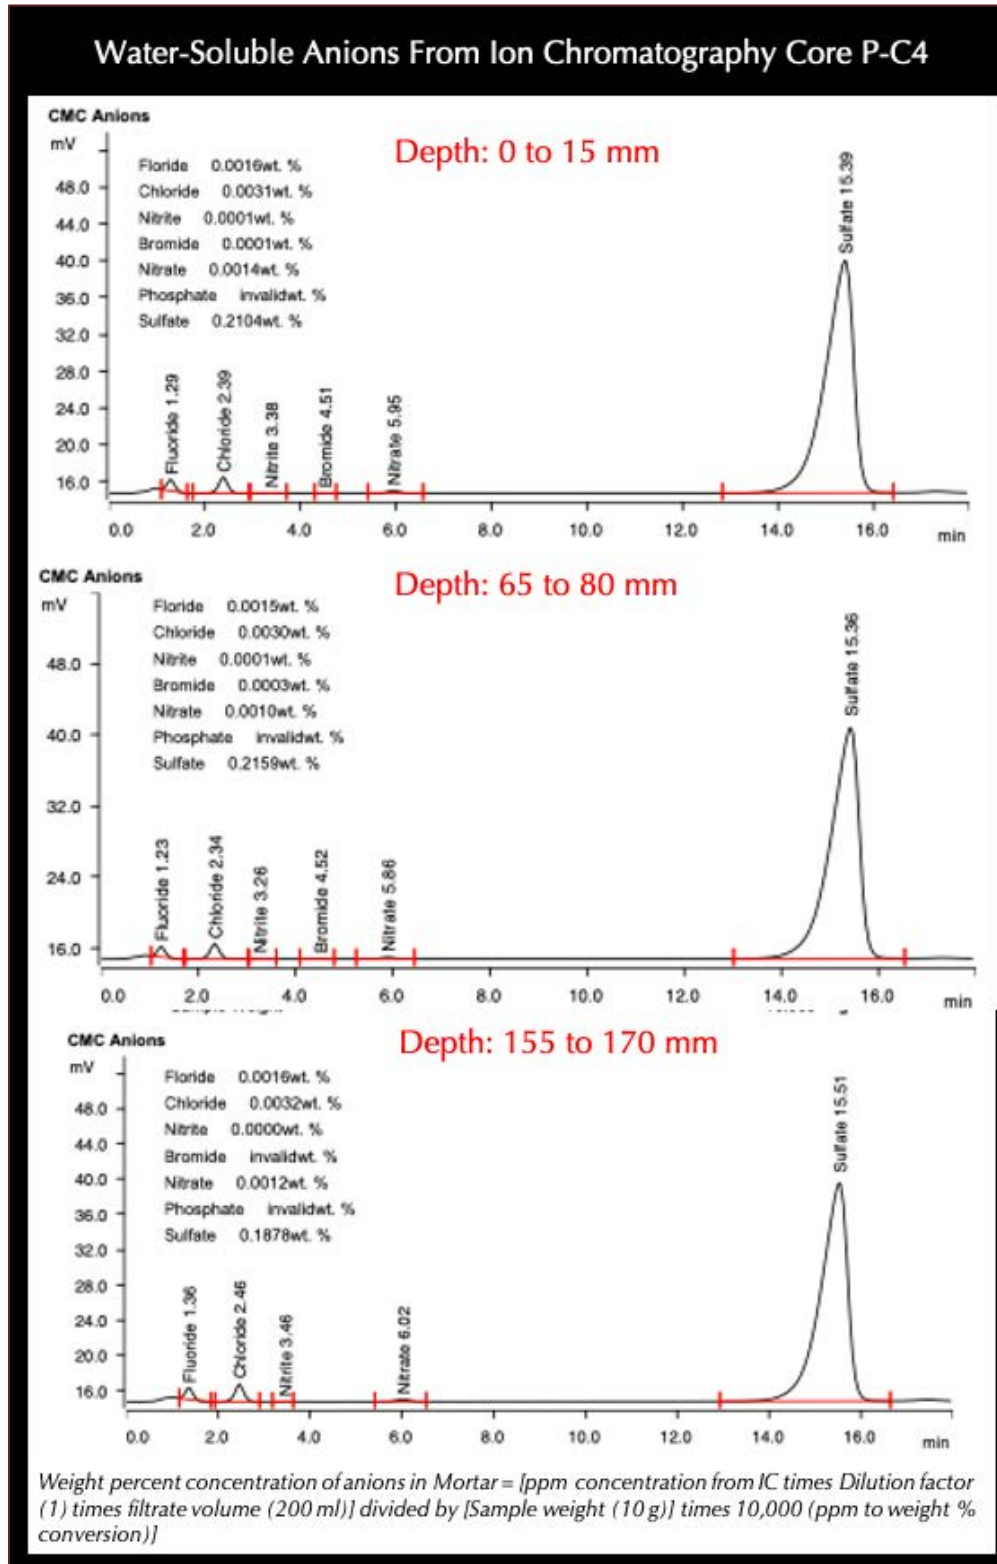 Water-Soluble Anions From Ion Chromatography Core P-C4
CMC Anions
mV
Depth: 0 to 15 mm
Floride 0.0016wt. %
Chloride 0.0031wt. %
Nitrite 0.0001wt. %
Bromide 0.0001wt. %
Nitrate 0.0014wt. %
Phosphate invalidwt. %
Sulfate 0.2104wt. %
48.0
44.0
40.0
36.0
32.0
28.0
24.0
20.0
16.0
Fluoride 1.29
Chloride 2.39
Nitrite 3.38
Bromide 4.51
Nitrate 5.95
Sulfate 15.39
0.0 2.0 4.0 6.0 8.0 10.0 12.0 14.0 16.0 min
CMC Anions
mV
Depth: 65 to 80 mm
Floride 0.0015wt. %
Chloride 0.0030wt. %
Nitrite 0.0001wt. %
Bromide 0.0003wt. %
Nitrate 0.0010wt. %
Phosphate invalidwt. %
Sulfate 0.2159wt. %
48.0
40.0
32.0
24.0
16.0
Fluoride 1.23
Chloride 2.34
Nitrite 3.26
Bromide 4.52
Nitrate 5.86
Sulfate 15.36
0.0 2.0 4.0 6.0 8.0 10.0 12.0 14.0 16.0 min
CMC Anions
mV
Depth: 155 to 170 mm
Floride 0.0016wt. %
Chloride 0.0032wt. %
Nitrite 0.0000wt. %
Bromide invalidwt. %
Nitrate 0.0012wt. %
Phosphate invalidwt. %
Sulfate 0.1878wt. %
48.0
44.0
40.0
36.0
32.0
28.0
24.0
20.0
16.0
Fluoride 1.36
Chloride 2.46
Nitrite 3.46
Nitrate 6.02
Sulfate 15.51
0.0 2.0 4.0 6.0 8.0 10.0 12.0 14.0 16.0 min
Weight percent concentration of anions in Mortar = [ppm concentration from IC times Dilution factor
(1) times filtrate volume (200 ml)] divided by [Sample weight (10 g)] times 10,000 (ppm to weight %
conversion)]